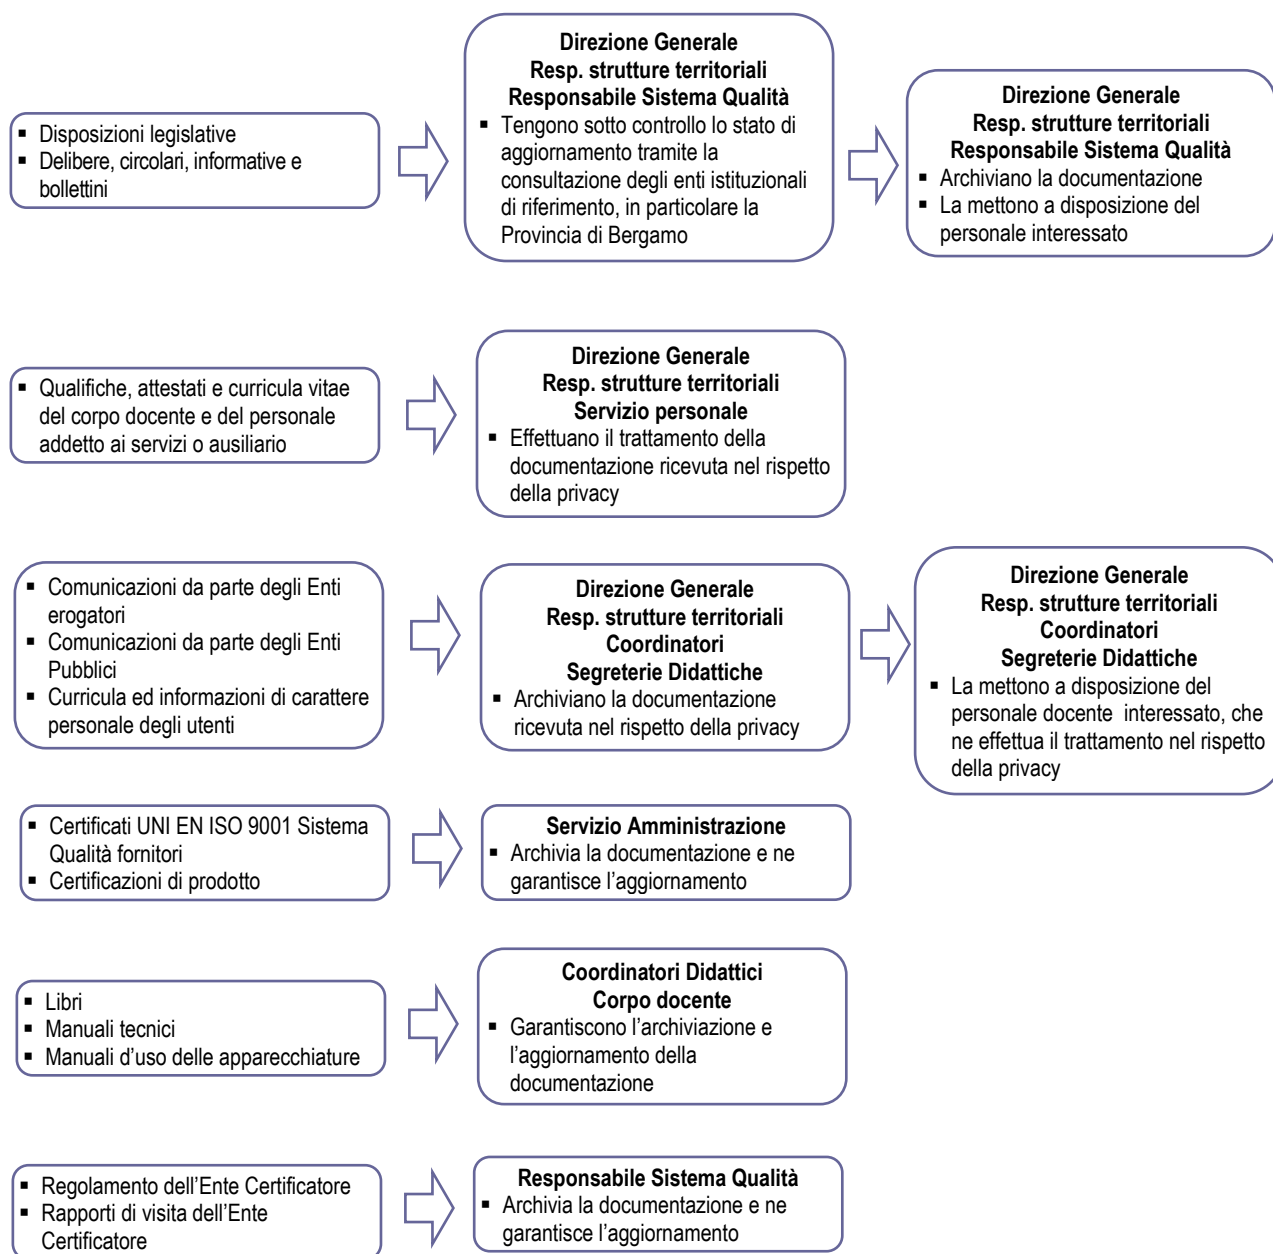 ▪ Disposizioni legislative
▪ Delibere, circolari, informative e
bollettini
Direzione Generale
Resp. strutture territoriali
Responsabile Sistema Qualità
▪ Tengono sotto controllo lo stato di
aggiornamento tramite la
consultazione degli enti istituzionali
di riferimento, in particolare la
Provincia di Bergamo
Direzione Generale
Resp. strutture territoriali
Responsabile Sistema Qualità
▪ Archiviano la documentazione
▪ La mettono a disposizione del
personale interessato
▪ Qualifiche, attestati e curricula vitae
del corpo docente e del personale
addetto ai servizi o ausiliario
Direzione Generale
Resp. strutture territoriali
Servizio personale
▪ Effettuano il trattamento della
documentazione ricevuta nel rispetto
della privacy
▪ Comunicazioni da parte degli Enti
erogatori
▪ Comunicazioni da parte degli Enti
Pubblici
▪ Curricula ed informazioni di carattere
personale degli utenti
Direzione Generale
Resp. strutture territoriali
Coordinatori
Segreterie Didattiche
▪ Archiviano la documentazione
ricevuta nel rispetto della privacy
Direzione Generale
Resp. strutture territoriali
Coordinatori
Segreterie Didattiche
▪ La mettono a disposizione del
personale docente interessato, che
ne effettua il trattamento nel rispetto
della privacy
▪ Certificati UNI EN ISO 9001 Sistema
Qualità fornitori
▪ Certificazioni di prodotto
Servizio Amministrazione
▪ Archivia la documentazione e ne
garantisce l’aggiornamento
▪ Libri
▪ Manuali tecnici
▪ Manuali d’uso delle apparecchiature
Coordinatori Didattici
Corpo docente
▪ Garantiscono l’archiviazione e
l’aggiornamento della
documentazione
▪ Regolamento dell’Ente Certificatore
▪ Rapporti di visita dell’Ente
Certificatore
Responsabile Sistema Qualità
▪ Archivia la documentazione e ne
garantisce l’aggiornamento